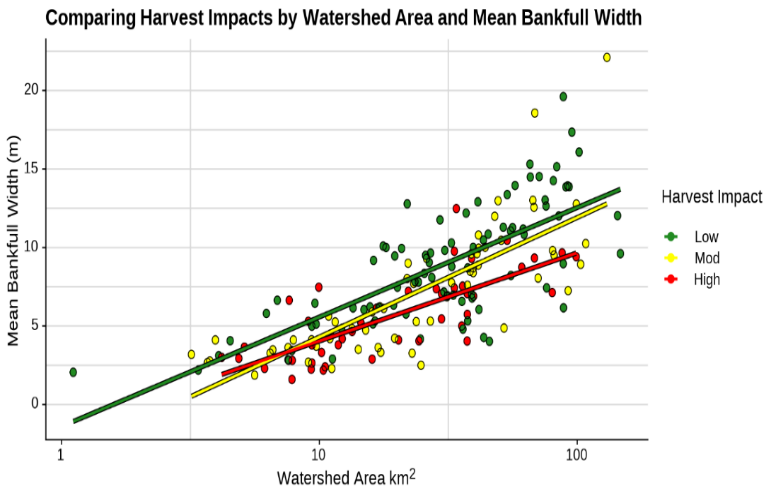 Comparing Harvest Impacts by Watershed Area and Mean Bankfull Width
Mean Bankfull Width (m)
20
15
10
5
0
1
10
100
Watershed Area km²
Harvest Impact
Low
Mod
High